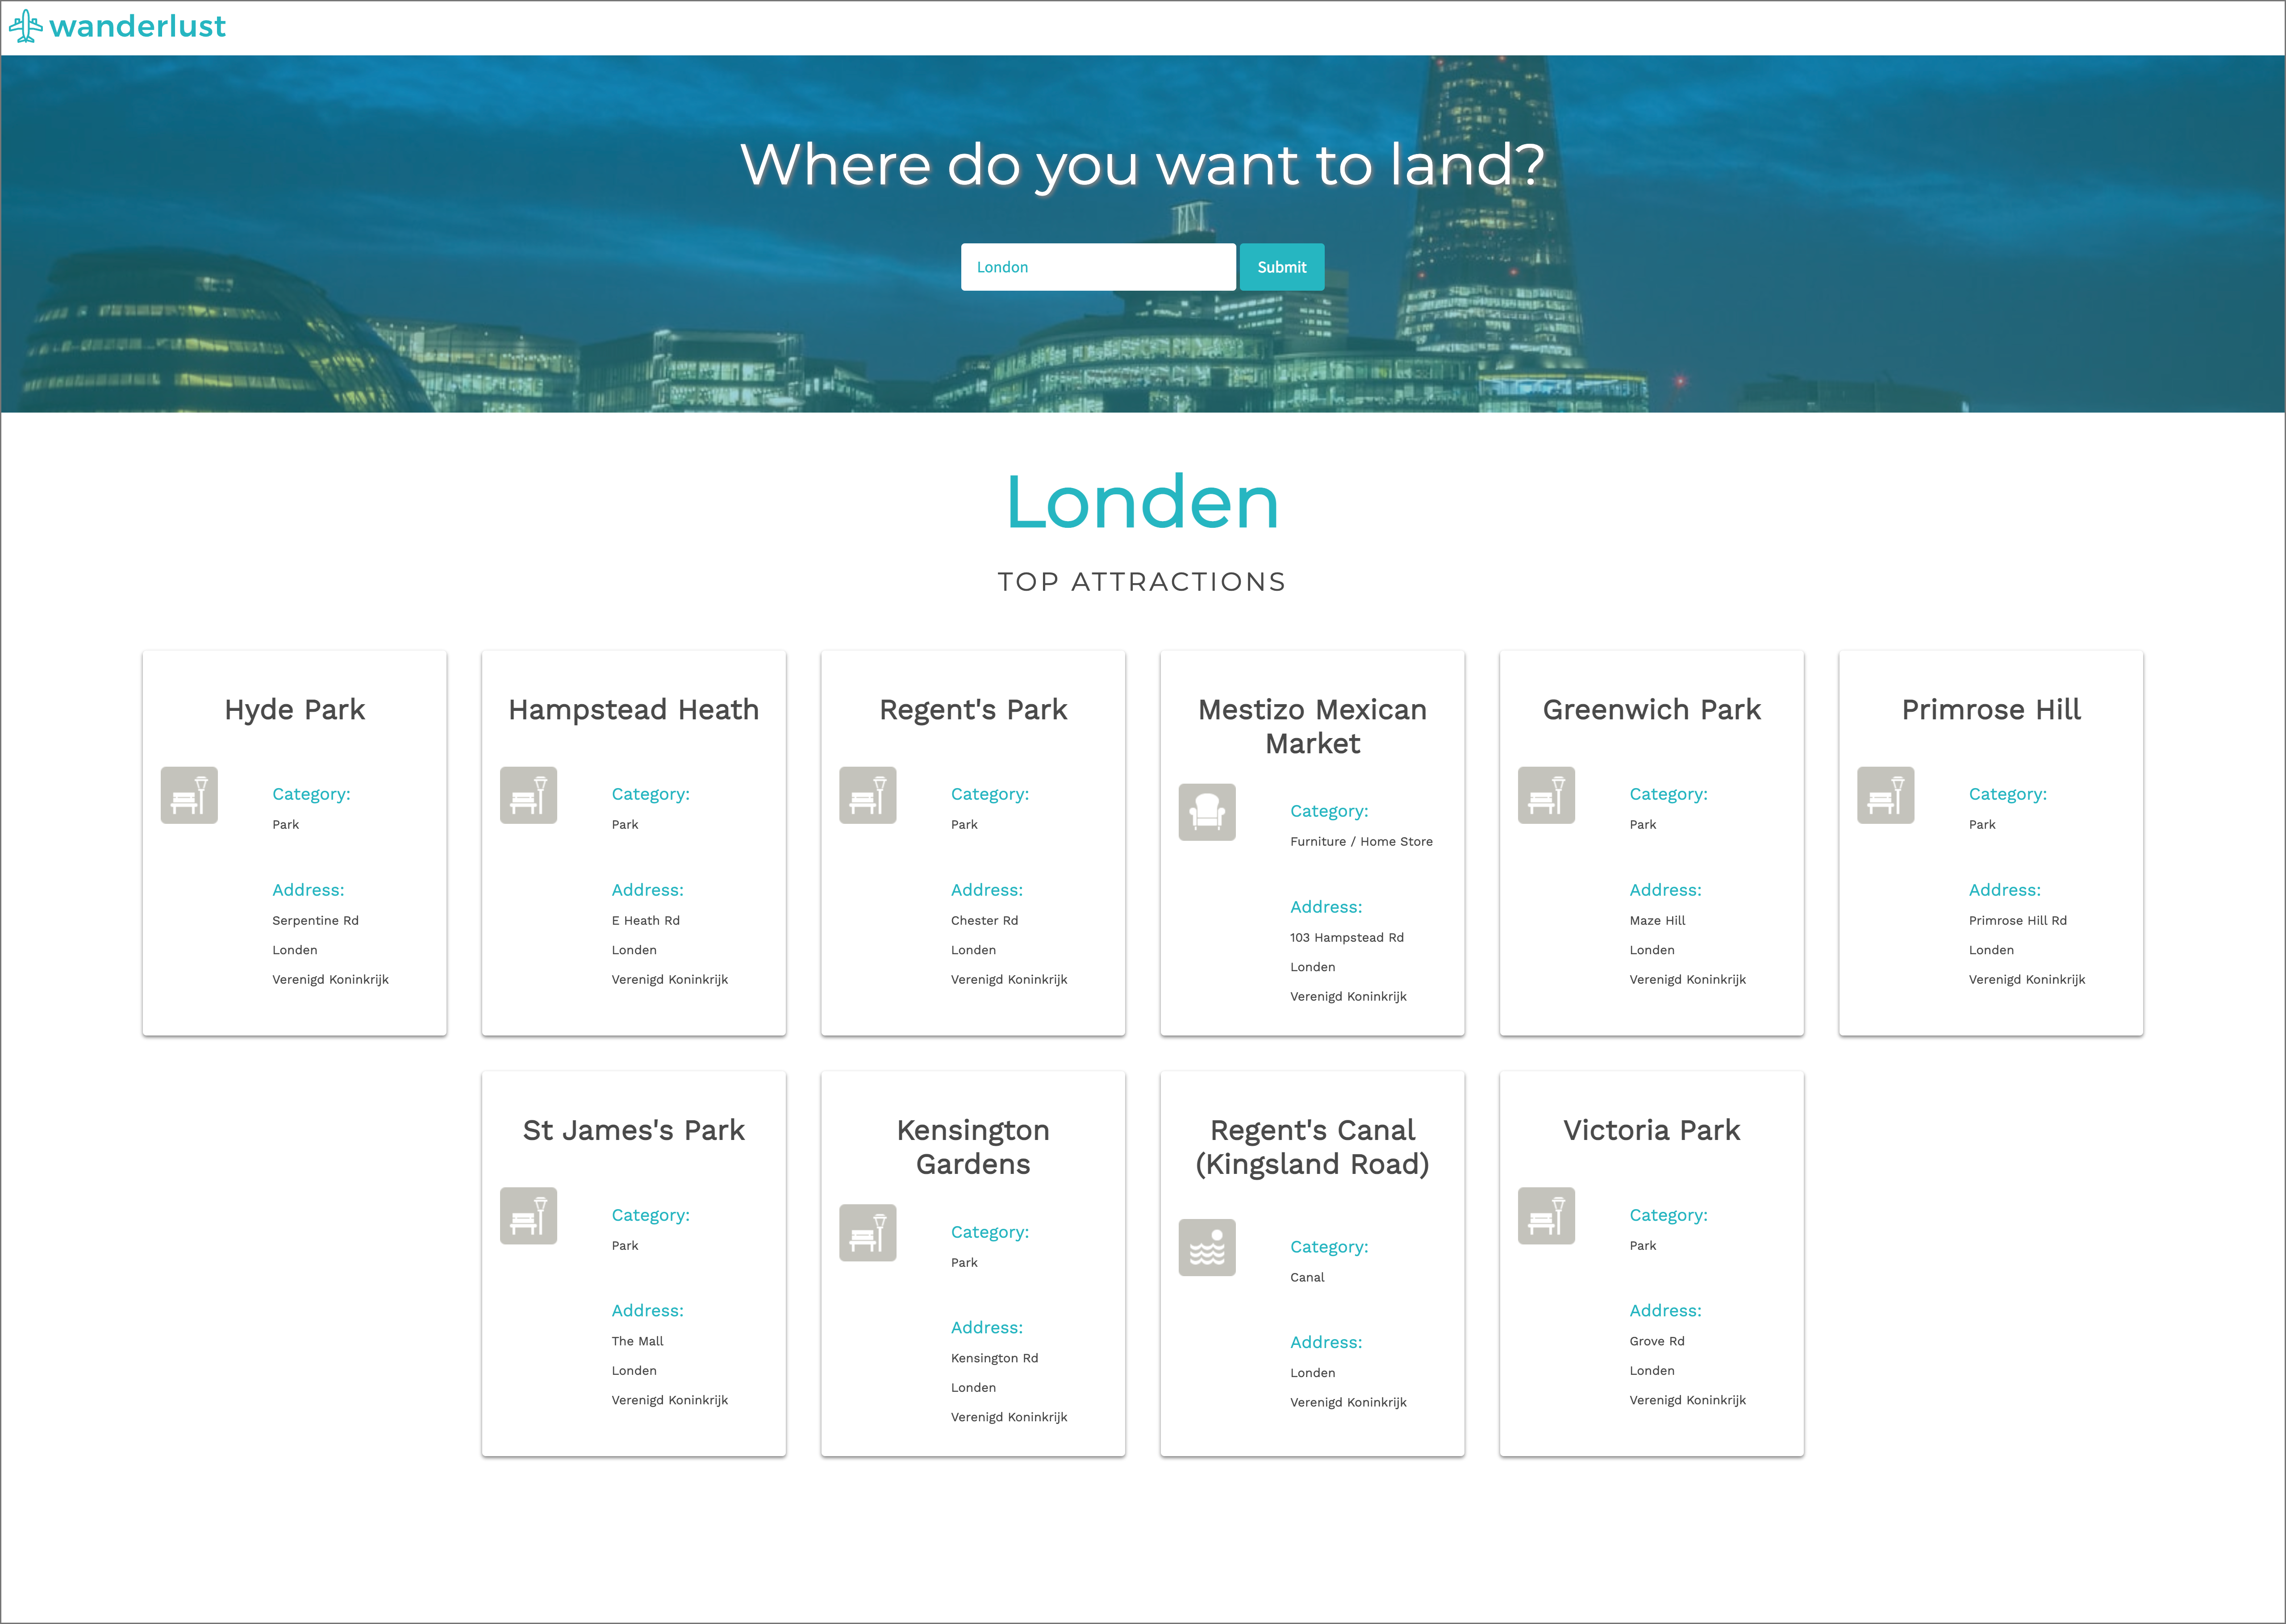 wanderlust
Where do you want to land?
London
Submit
Londen
TOP ATTRACTIONS
Hyde Park
Category:
Park
Address:
Serpentine Rd
Londen
Verenigd Koninkrijk
Hampstead Heath
Category:
Park
Address:
E Heath Rd
Londen
Verenigd Koninkrijk
Regent's Park
Category:
Park
Address:
Chester Rd
Londen
Verenigd Koninkrijk
Mestizo Mexican
Market
Category:
Furniture / Home Store
Address:
103 Hampstead Rd
Londen
Verenigd Koninkrijk
Greenwich Park
Category:
Park
Address:
Maze Hill
Londen
Verenigd Koninkrijk
Primrose Hill
Category:
Park
Address:
Primrose Hill Rd
Londen
Verenigd Koninkrijk
St James's Park
Category:
Park
Address:
The Mall
Londen
Verenigd Koninkrijk
Kensington
Gardens
Category:
Park
Address:
Kensington Rd
Londen
Verenigd Koninkrijk
Regent's Canal
(Kingsland Road)
Category:
Canal
Address:
Londen
Verenigd Koninkrijk
Victoria Park
Category:
Park
Address:
Grove Rd
Londen
Verenigd Koninkrijk